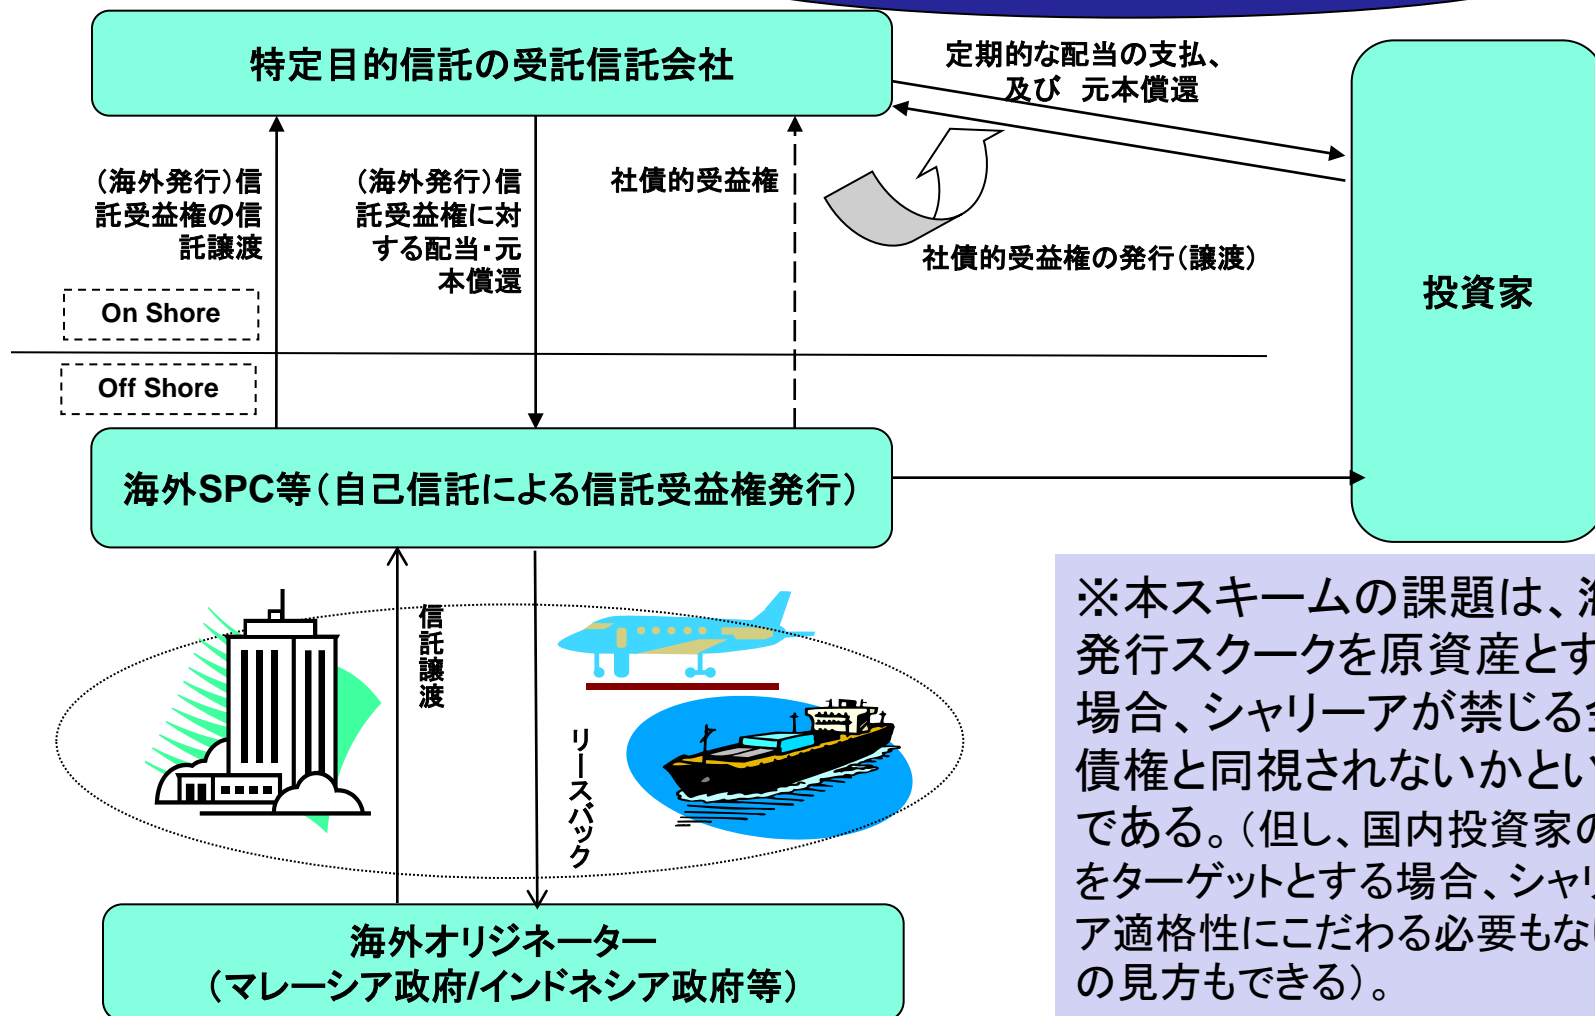 特定目的信託の受託信託会社
定期的な配当の支払、
及び 元本償還
(海外発行)信
託受益権の信
託譲渡
(海外発行)信
託受益権に対
する配当・元
本償還
社債的受益権
社債的受益権の発行(譲渡)
投資家
On Shore
Off Shore
海外SPC等(自己信託による信託受益権発行)
信託譲渡
リースバック
海外オリジネーター
(マレーシア政府/インドネシア政府等)
※本スキームの課題は、
発行スクークを原資産とす
場合、シャリーアが禁じる
債権と同視されないかとい
である。(但し、国内投資家の
をターゲットとする場合、シャリ
ア適格性にこだわる必要もな
の見方もできる)。